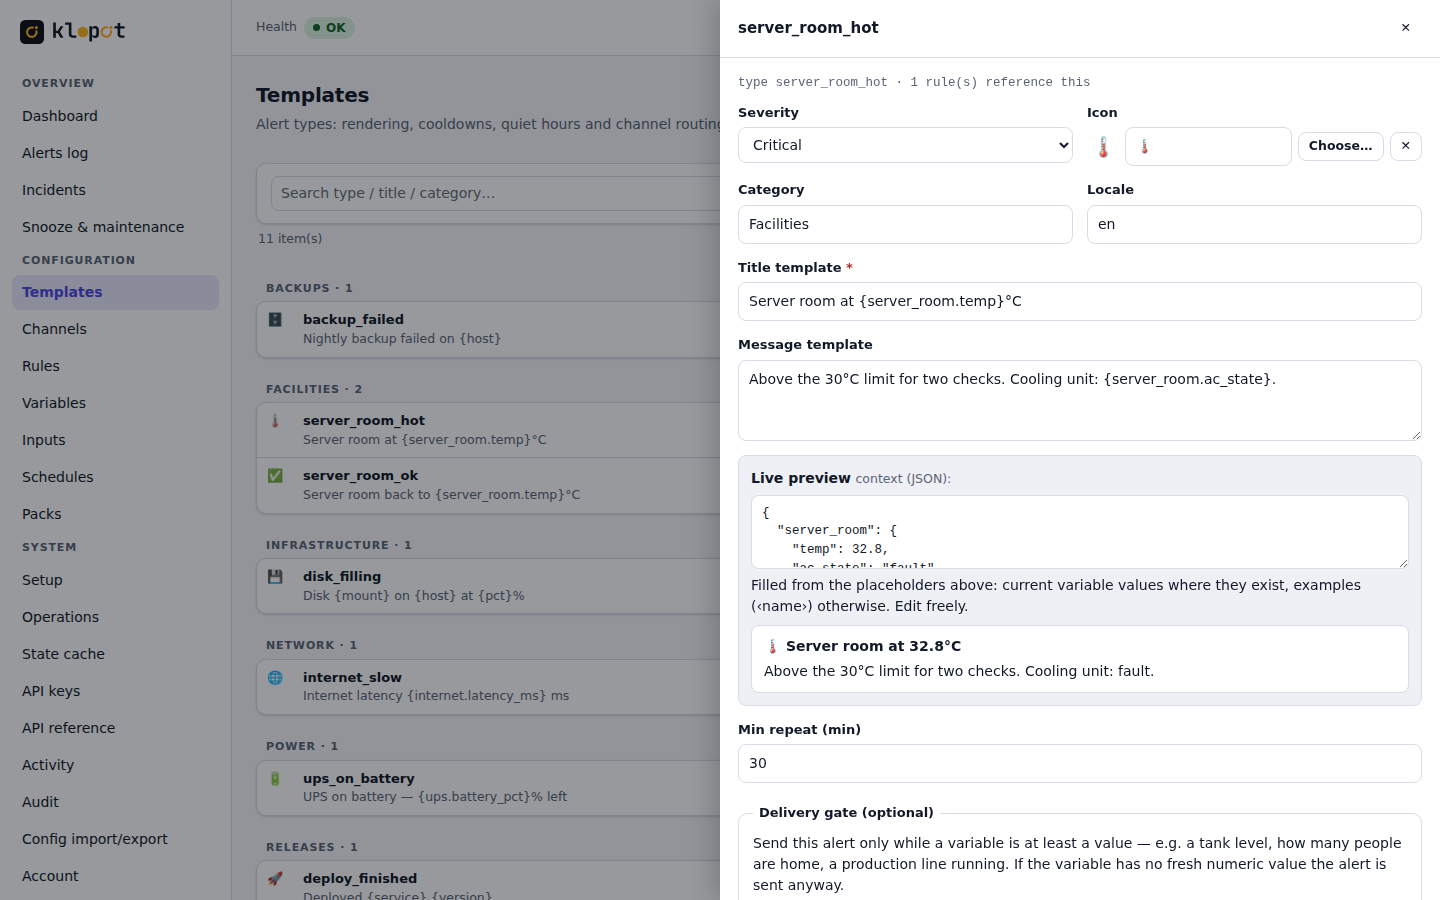 klopot
OVERVIEW
Dashboard
Alerts log
Incidents
Snooze & maintenance
CONFIGURATION
Templates
Channels
Rules
Variables
Inputs
Schedules
Packs
SYSTEM
Setup
Operations
State cache
API keys
API reference
Activity
Audit
Config import/export
Account
Health OK
Templates
Alert types: rendering, cooldowns, quiet hours and channel routing
Search type / title / category…
11 item(s)
BACKUPS · 1
backup_failed
Nightly backup failed on {host}
FACILITIES · 2
server_room_hot
Server room at {server_room.temp}°C
server_room_ok
Server room back to {server_room.temp}°C
INFRASTRUCTURE · 1
disk_filling
Disk {mount} on {host} at {pct}%
NETWORK · 1
internet_slow
Internet latency {internet.latency_ms} ms
POWER · 1
ups_on_battery
UPS on battery — {ups.battery_pct}% left
RELEASES · 1
deploy_finished
Deployed {service} {version}
server_room_hot ✕
type server_room_hot · 1 rule(s) reference this
Severity Icon
Critical Choose… ✕
Category Locale
Facilities en
Title template *
Server room at {server_room.temp}°C
Message template
Above the 30°C limit for two checks. Cooling unit: {server_room.ac_state}.
Live preview context (JSON):
{
"server_room": {
"temp": 32.8,
"ac_state": "fault"
Filled from the placeholders above: current variable values where they exist, examples
(‹name›) otherwise. Edit freely.
Server room at 32.8°C
Above the 30°C limit for two checks. Cooling unit: fault.
Min repeat (min)
30
Delivery gate (optional)
Send this alert only while a variable is at least a value — e.g. a tank level, how many people
are home, a production line running. If the variable has no fresh numeric value the alert is
sent anyway.